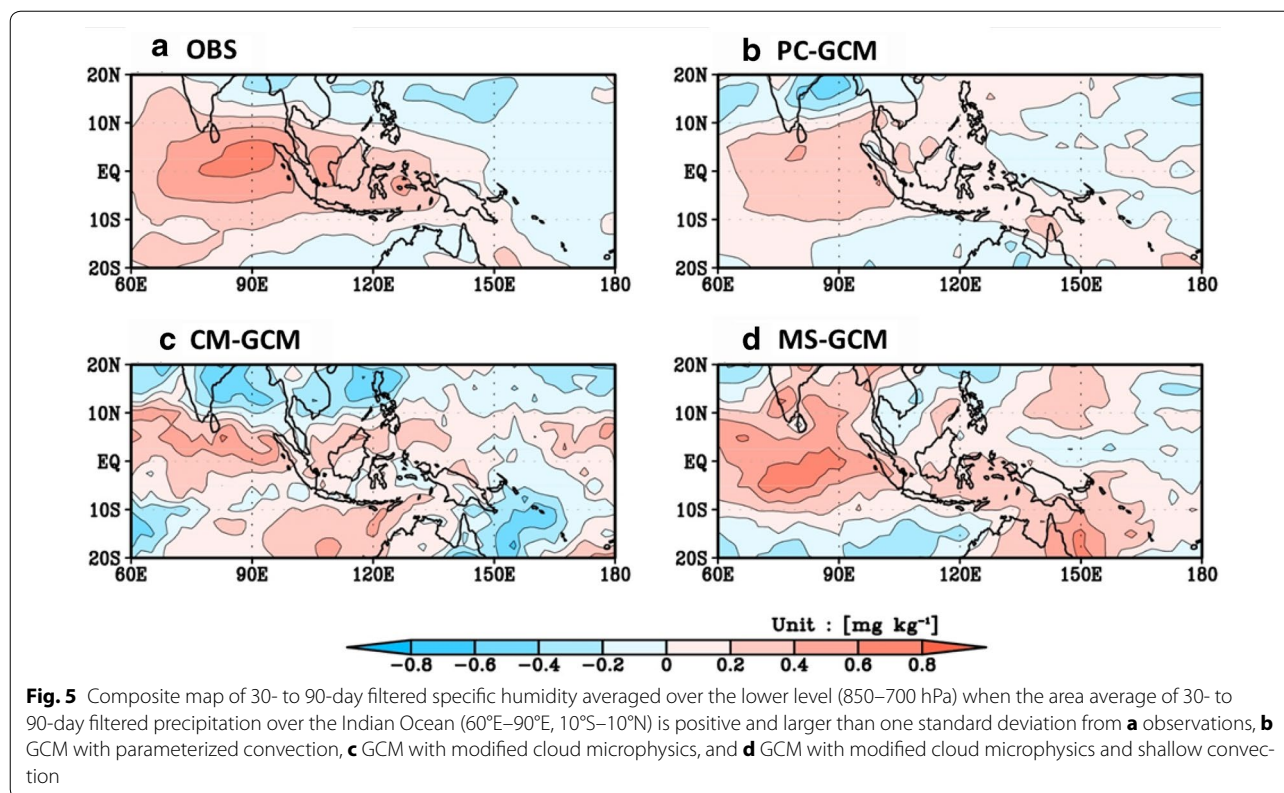 a OBS
b PC-GCM
20N
10N
EQ
10S
20S
60E 90E 120E 150E 180
20N
10N
EQ
10S
20S
60E 90E 120E 150E 180
c CM-GCM
d MS-GCM
20N
10N
EQ
10S
20S
60E 90E 120E 150E 180
20N
10N
EQ
10S
20S
60E 90E 120E 150E 180
Unit : [mg kg⁻¹]
−0.8 −0.6 −0.4 −0.2 0 0.2 0.4 0.6 0.8
Fig. 5 Composite map of 30- to 90-day filtered specific humidity averaged over the lower level (850–700 hPa) when the area average of 30- to
90-day filtered precipitation over the Indian Ocean (60°E–90°E, 10°S–10°N) is positive and larger than one standard deviation from a observations, b
GCM with parameterized convection, c GCM with modified cloud microphysics, and d GCM with modified cloud microphysics and shallow convec-
tion